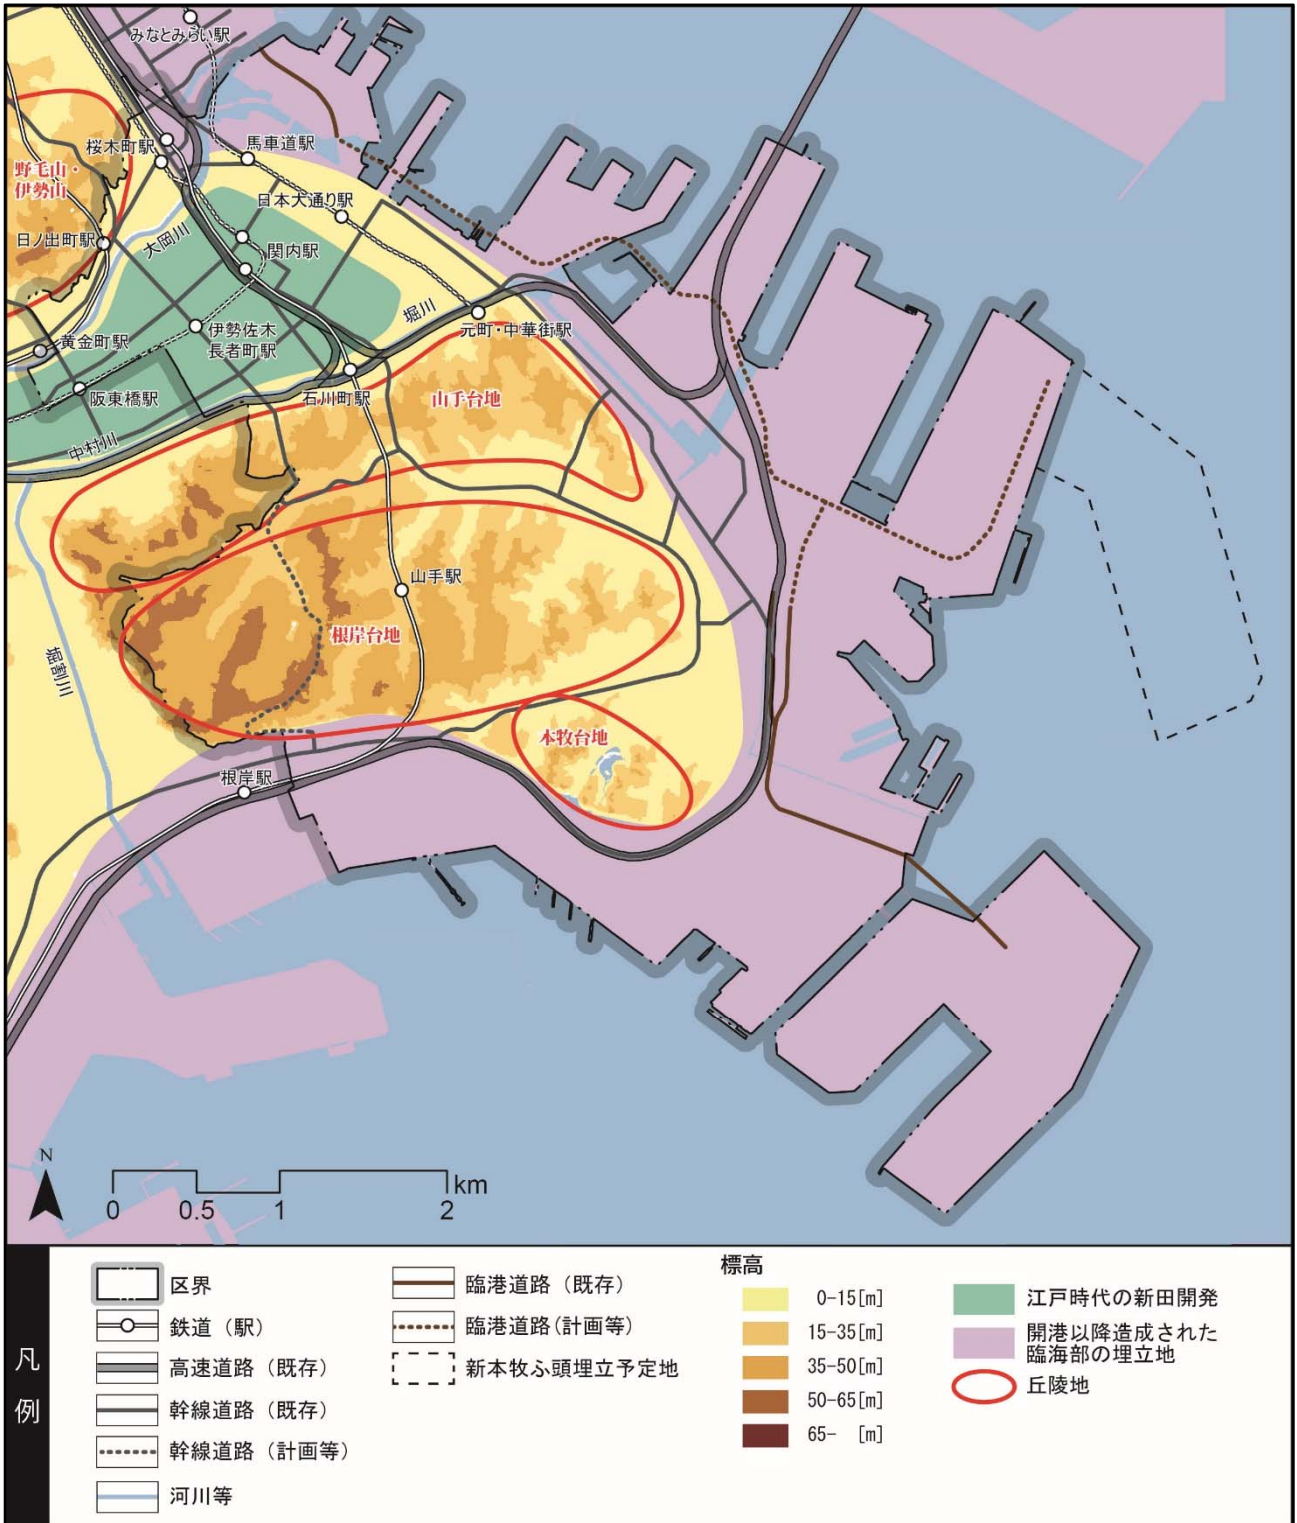 みなとみらい駅
桜木町駅
馬車道駅
野毛山・
伊勢山
日本大通り駅
日ノ出町駅
大岡川
関内駅
堀川
黄金町駅
伊勢佐木
長者町駅
元町・中華街駅
阪東橋駅
石川町駅
山手台地
中村川
山手駅
根岸台地
堀割川
本牧台地
根岸駅
N
0
0.5
1
2
km
凡例
区界
鉄道（駅）
高速道路（既存）
幹線道路（既存）
幹線道路（計画等）
河川等
臨港道路（既存）
臨港道路(計画等)
新本牧ふ頭埋立予定地
標高
0-15[m]
15-35[m]
35-50[m]
50-65[m]
65- [m]
江戸時代の新田開発
開港以降造成された
臨海部の埋立地
丘陵地